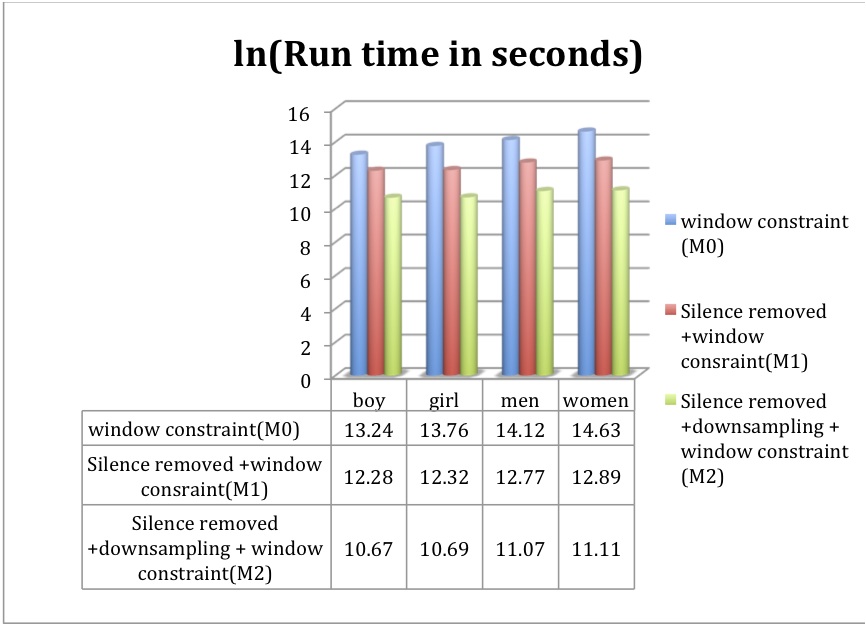 ln(Run time in seconds)
16
14
12
10
8
6
4
2
0
window constraint
(M0)
Silence removed
+window
consraint(M1)
Silence removed
+downsampling +
window constraint
(M2)
boy girl men women
window constraint(M0) 13.24 13.76 14.12 14.63
Silence removed +window
consraint(M1) 12.28 12.32 12.77 12.89
Silence removed
+downsampling + window
constraint(M2) 10.67 10.69 11.07 11.11